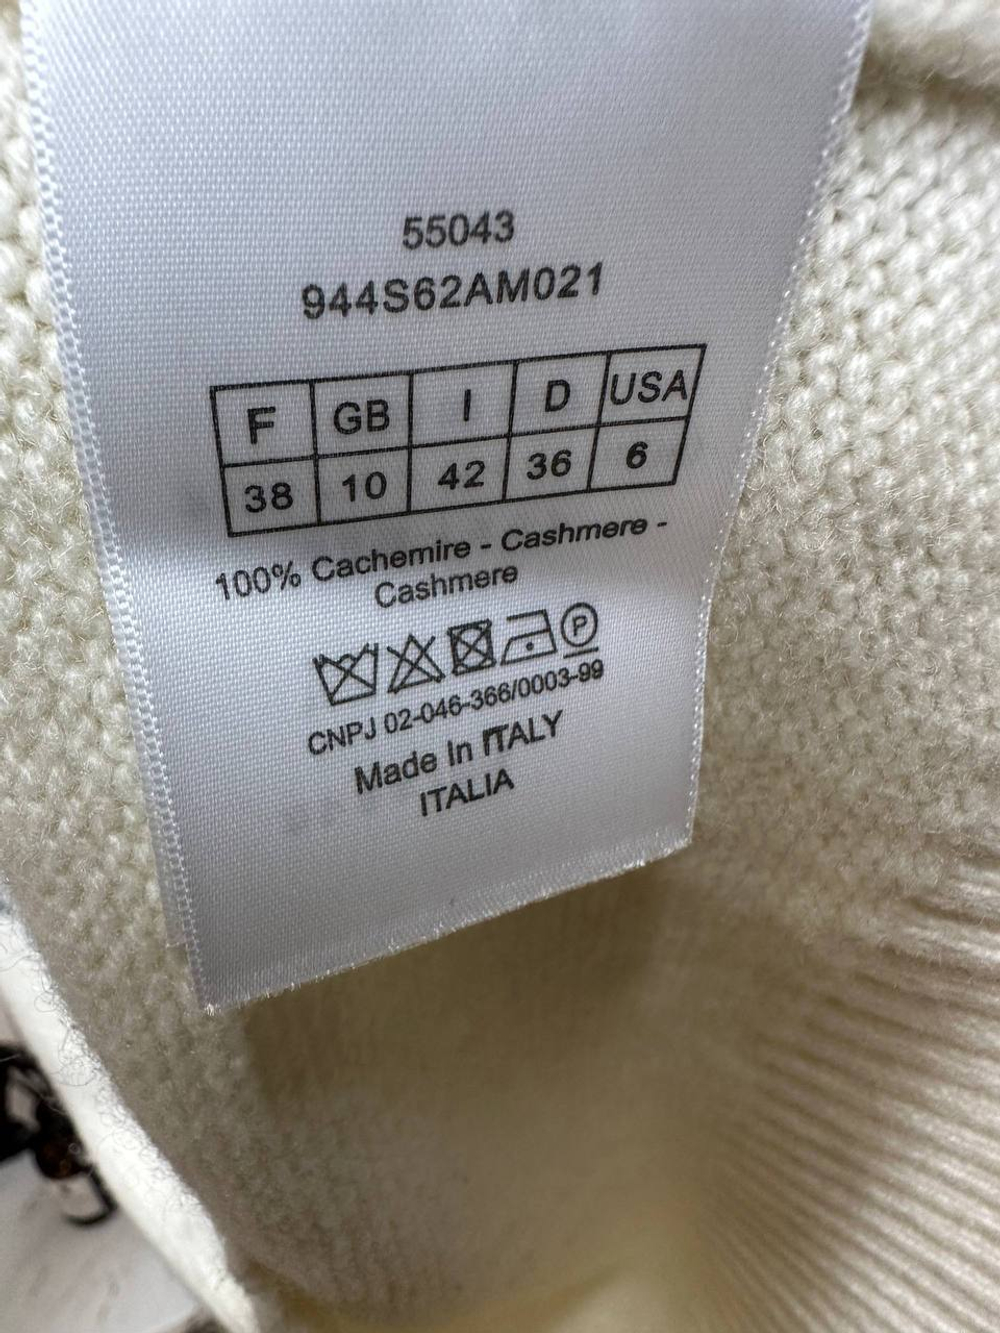 55043
944S62AM021
F GB I D USA
38 10 42 36 6
100% Cachemire - Cashmere -
Cashmere
P
CNPJ 02-046-366/0003-99
Made In ITALY
ITALIA